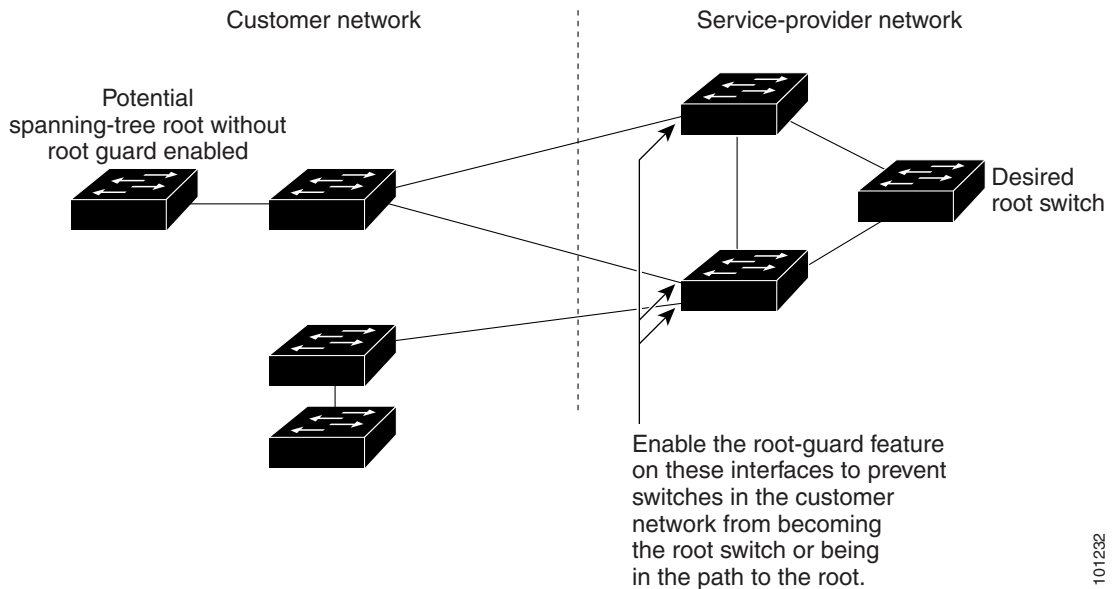 Customer network
Service-provider network
Potential
spanning-tree root without
root guard enabled
Desired
root switch
Enable the root-guard feature
on these interfaces to prevent
switches in the customer
network from becoming
the root switch or being
in the path to the root.
101232